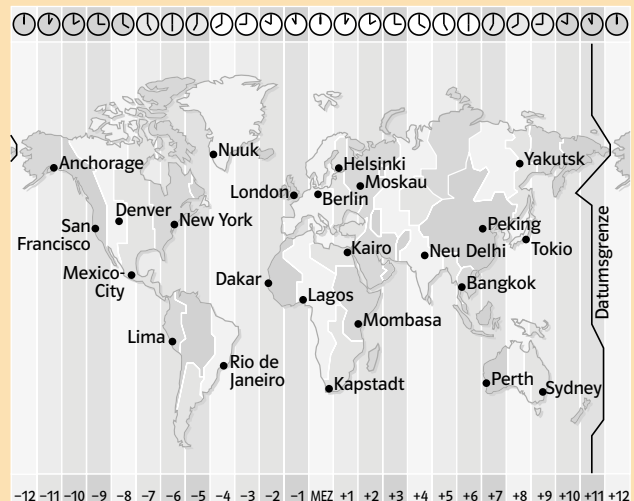 Nuuk
Anchorage
Helsinki
Yakutsk
Moskau
London
Berlin
Denver
New York
San
Francisco
Peking
Kairo
Neu Delhi
Tokio
Mexico-
City
Dakar
Bangkok
Lagos
Mombasa
Lima
Rio de
Janeiro
Kapstadt
Perth
Sydney
Datumsgrenze
−12 −11 −10 −9 −8 −7 −6 −5 −4 −3 −2 −1 MEZ +1 +2 +3 +4 +5 +6 +7 +8 +9 +10 +11 +12